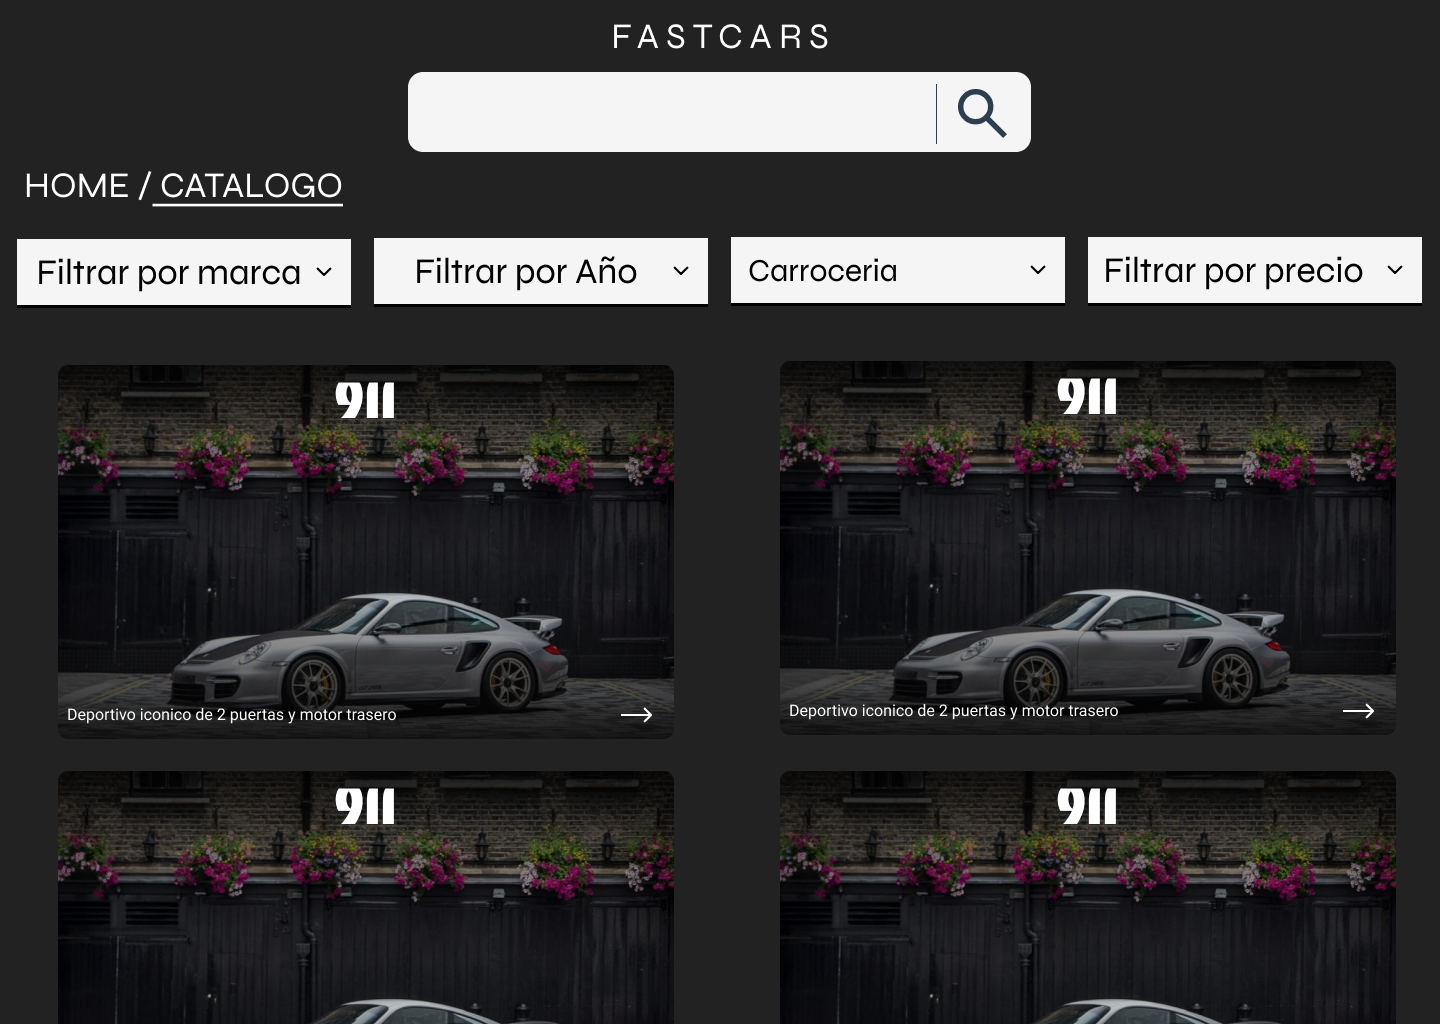 FASTCARS
HOME / CATALOGO
Filtrar por marca
Filtrar por Año
Carroceria
Filtrar por precio
911
911
Deportivo iconico de 2 puertas y motor trasero
Deportivo iconico de 2 puertas y motor trasero
911
911